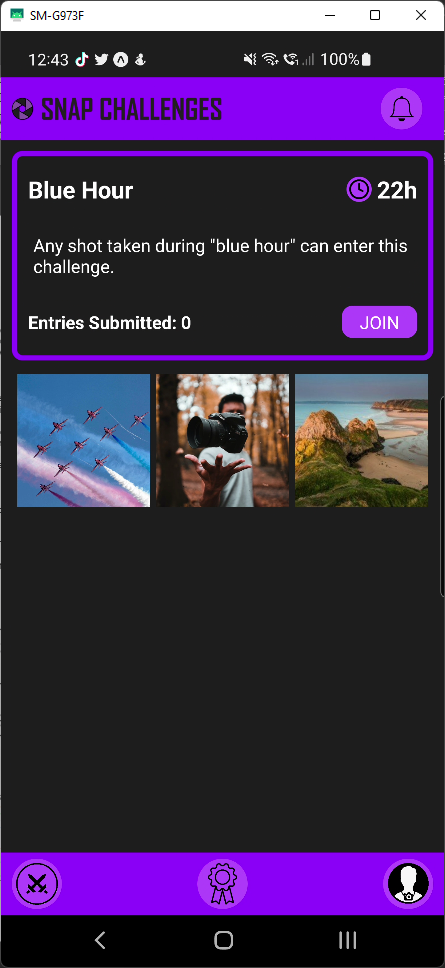 SM-G973F
12:43
100%
SNAP CHALLENGES
Blue Hour
22h
Any shot taken during "blue hour" can enter this
challenge.
Entries Submitted: 0
JOIN